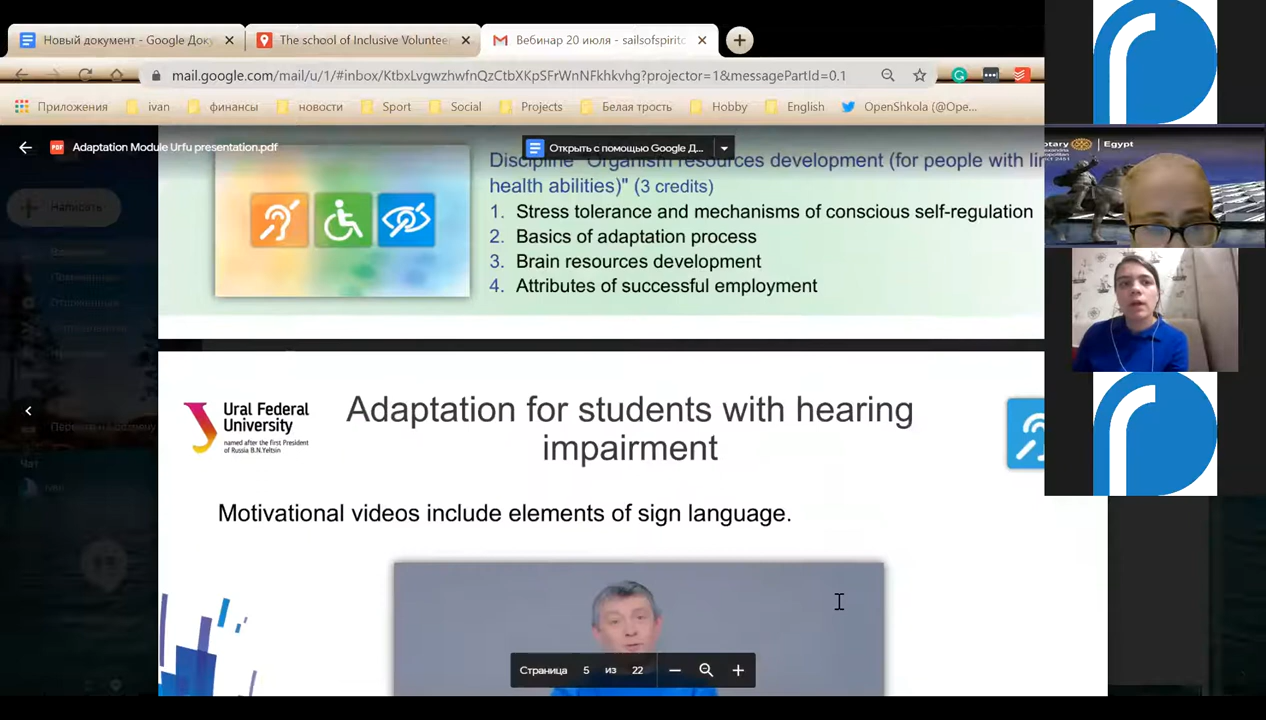 Новый документ - Google Доку
The school of Inclusive Voluntee
Вебинар 20 июля - sailsofspirit
mail.google.com/mail/u/1/#inbox/KtbxLvgwzhwfnQzCtbXKpSFrWnNFkhkvhg?projector=1&messagePartId=0.1
Приложения
ivan
финансы
новости
Sport
Social
Projects
Белая трость
Hobby
English
OpenShkola (@Ope...
PDF
Adaptation Module Urfu presentation.pdf
Открыть с помощью Google Д...
Egypt
Написать
Discipline "Organism resources development (for people with lim
health abilities)" (3 credits)
1. Stress tolerance and mechanisms of conscious self-regulation
2. Basics of adaptation process
3. Brain resources development
4. Attributes of successful employment
Ural Federal
University
named after the first President
of Russia B.N.Yeltsin
Adaptation for students with hearing
impairment
Чат
Motivational videos include elements of sign language.
Страница 5 из 22